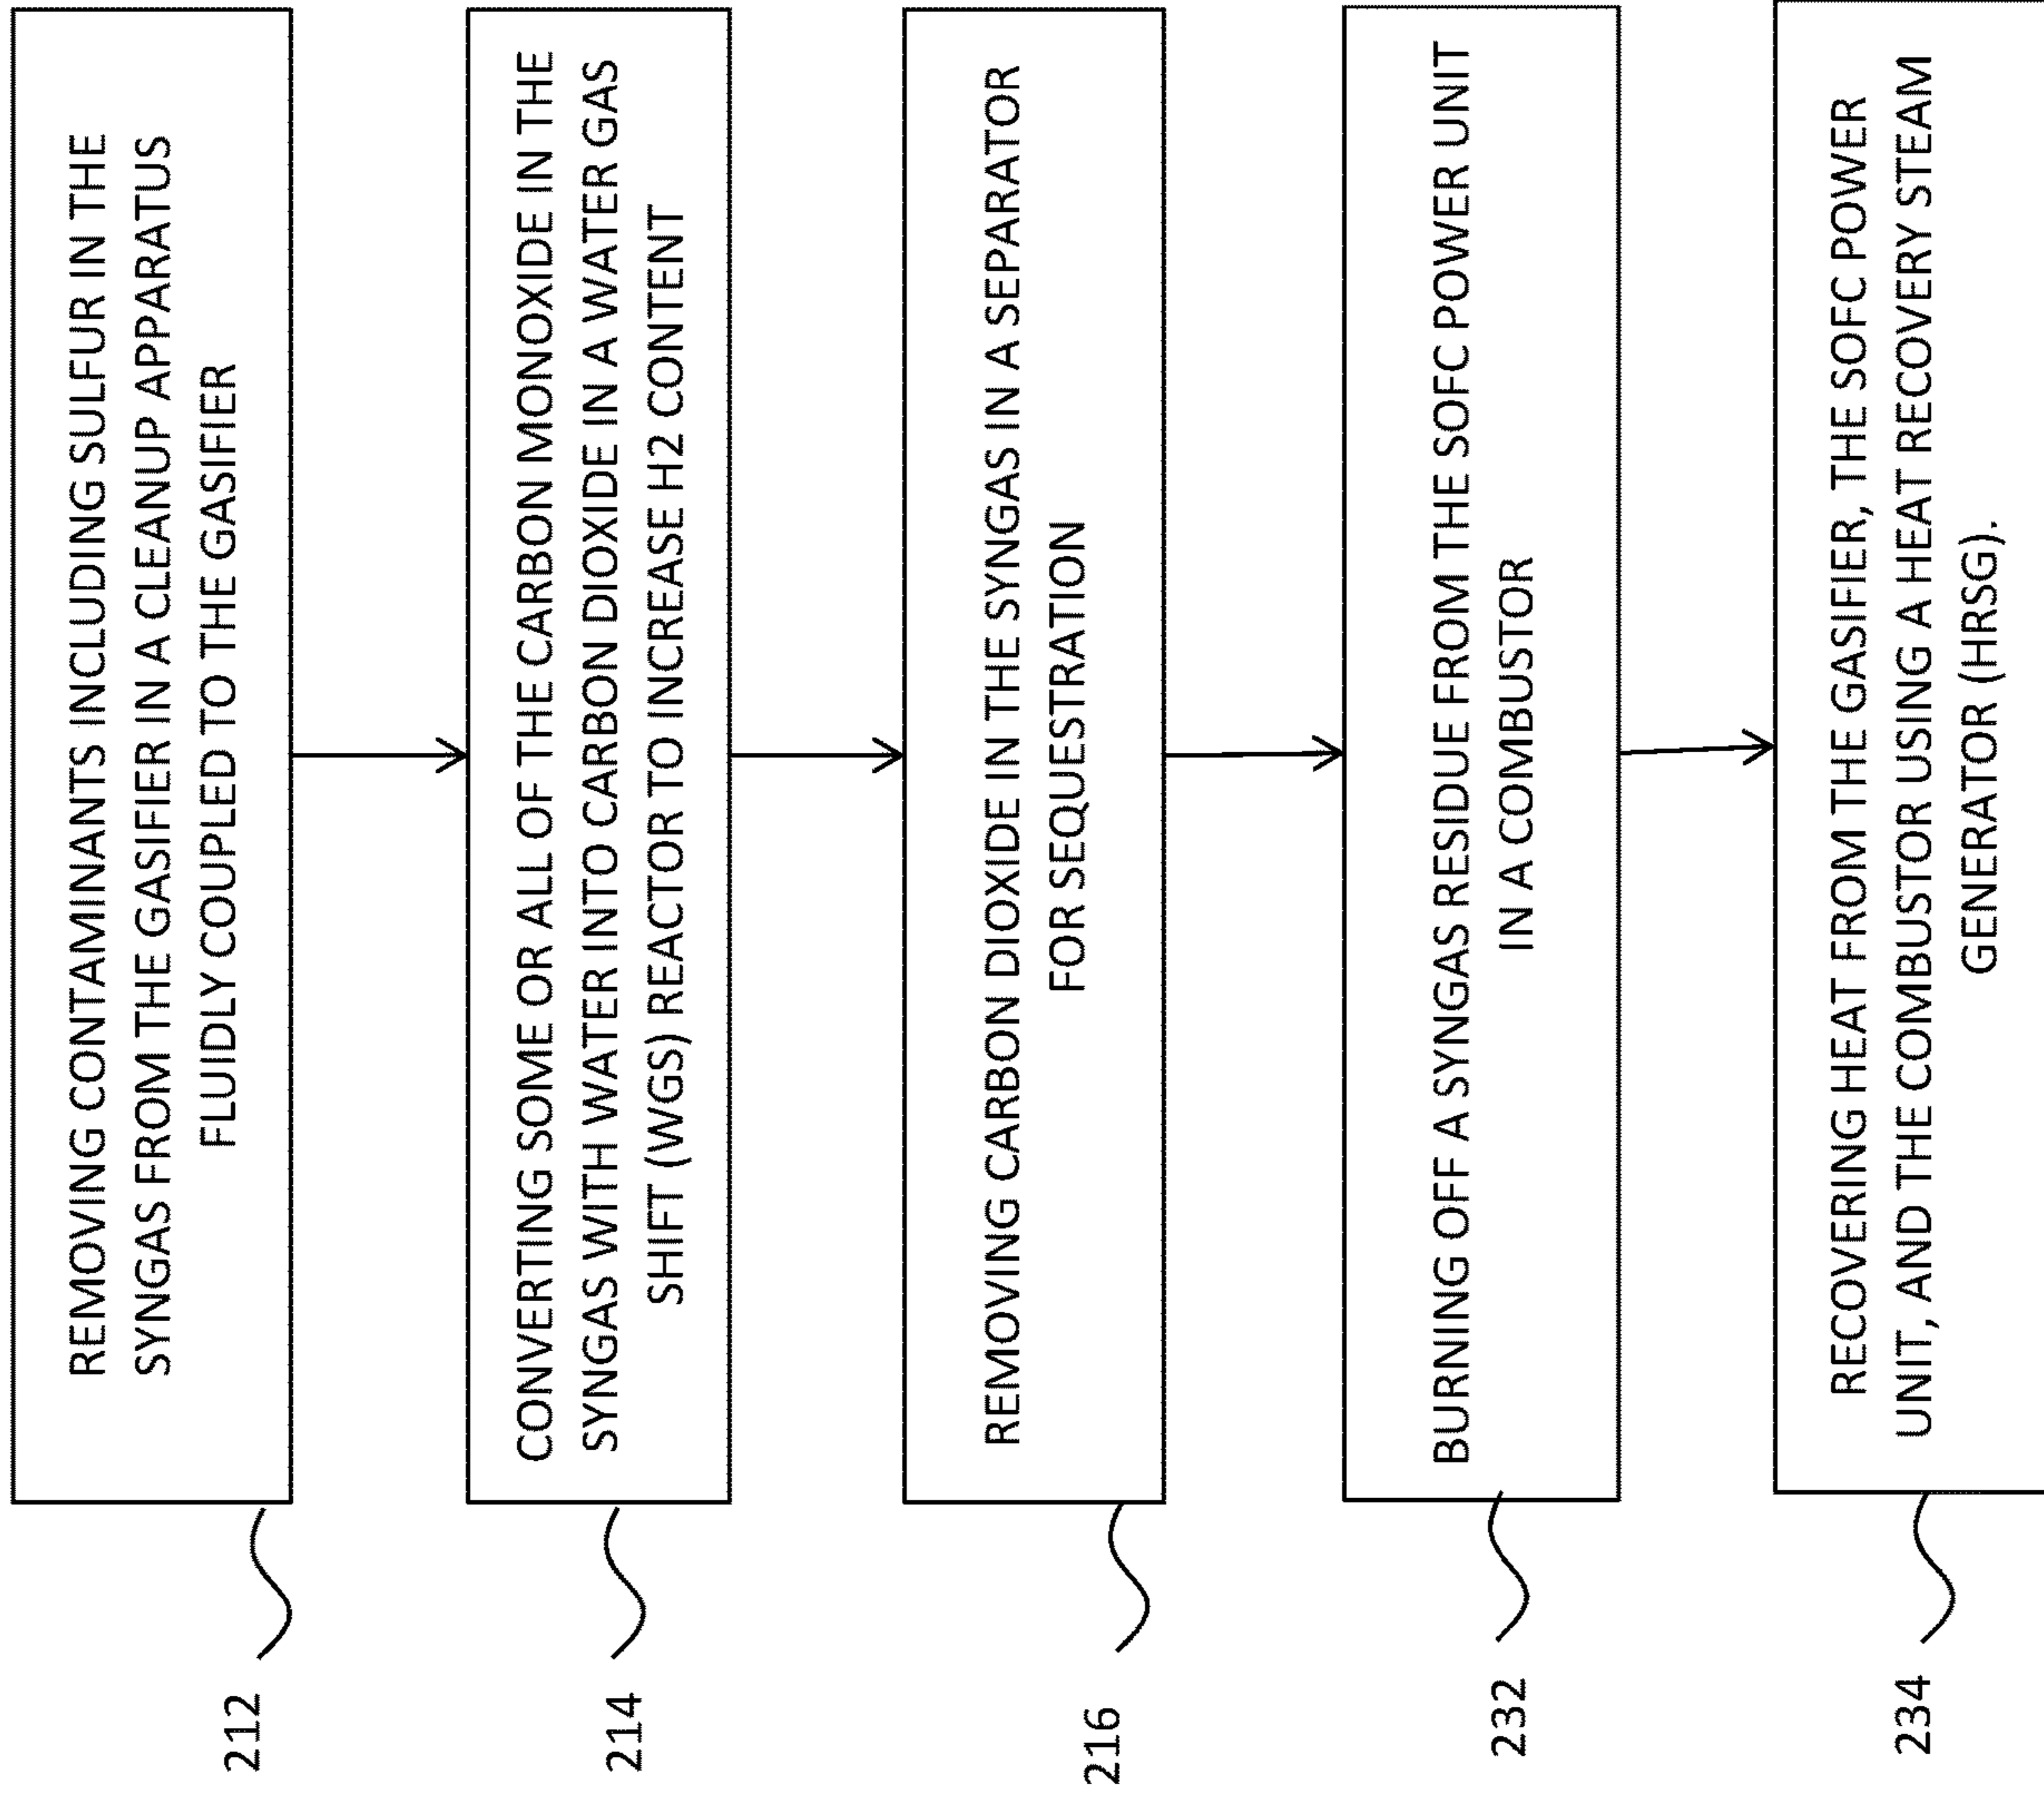 REMOVING CONTAMINANTS INCLUDING SULFUR IN THE
SYNGAS FROM THE GASIFIER IN A CLEANUP APPARATUS
FLUIDLY COUPLED TO THE GASIFIER
212
CONVERTING SOME OR ALL OF THE CARBON MONOXIDE IN THE
SYNGAS WITH WATER INTO CARBON DIOXIDE IN A WATER GAS
SHIFT (WGS) REACTOR TO INCREASE H2 CONTENT
214
REMOVING CARBON DIOXIDE IN THE SYNGAS IN A SEPARATOR
FOR SEQUESTRATION
216
BURNING OFF A SYNGAS RESIDUE FROM THE SOFC POWER UNIT
IN A COMBUSTOR
232
RECOVERING HEAT FROM THE GASIFIER, THE SOFC POWER
UNIT, AND THE COMBUSTOR USING A HEAT RECOVERY STEAM
GENERATOR (HRSG).
234